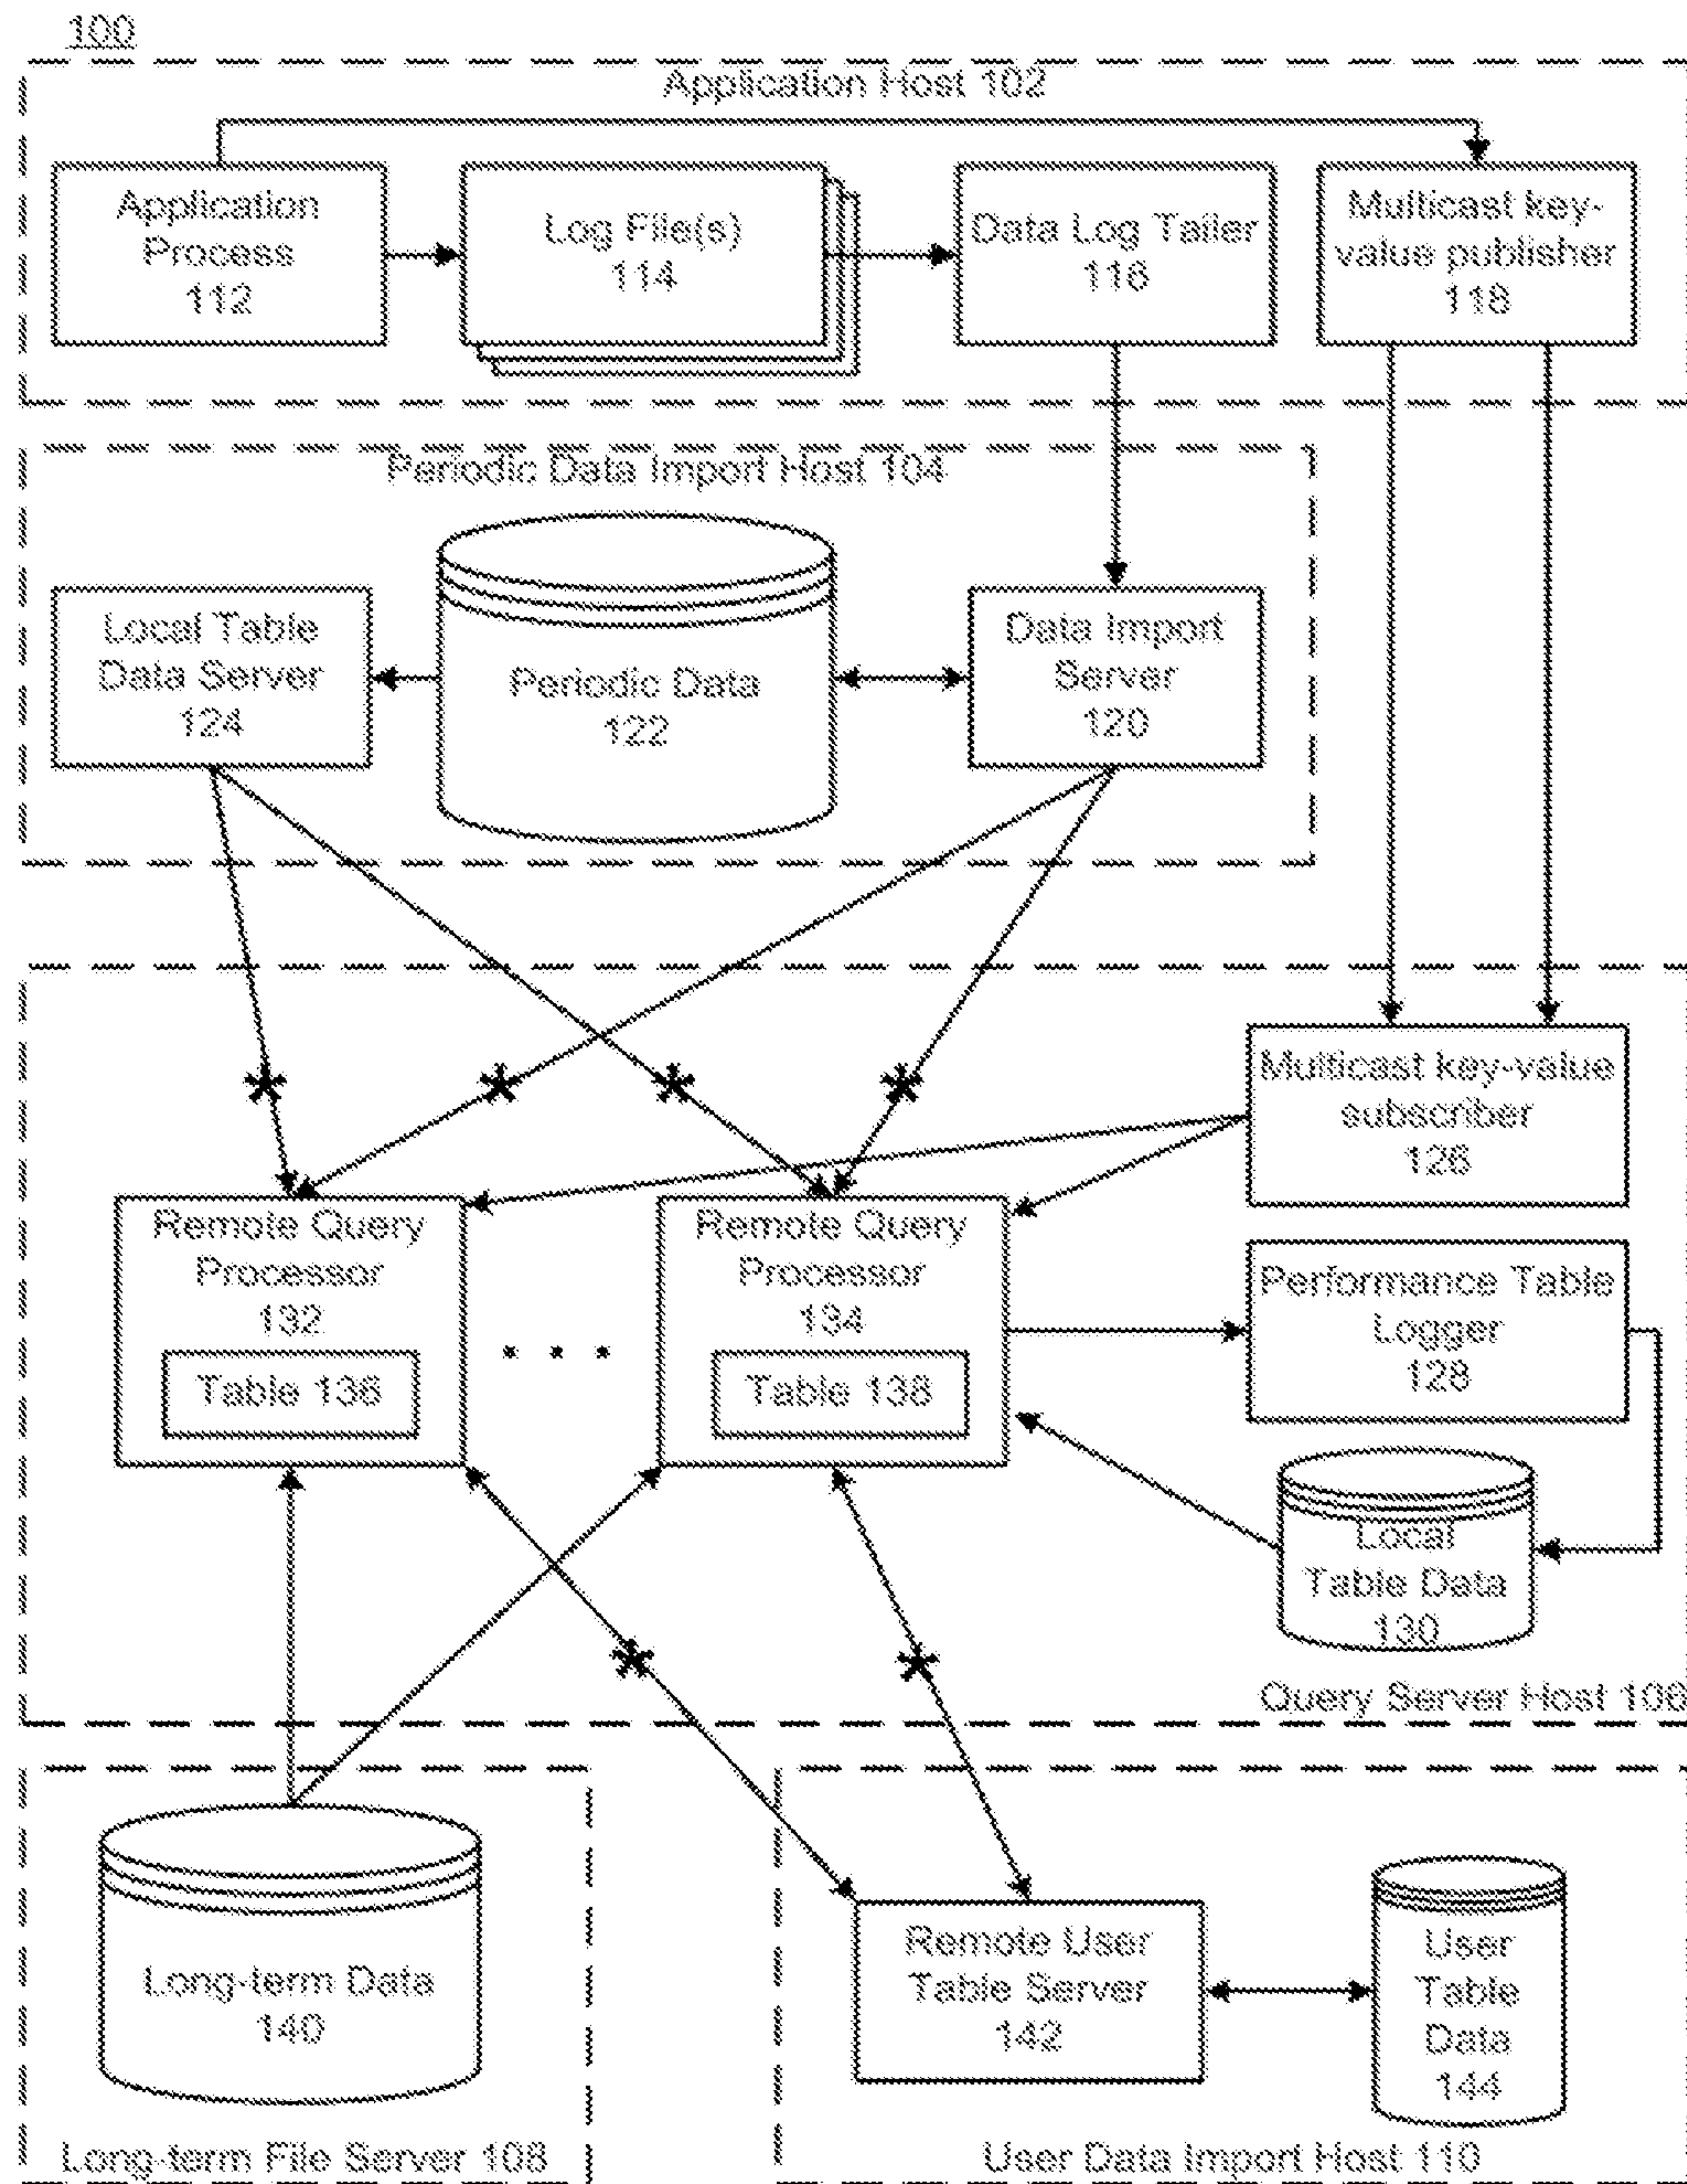 100
Application Host 102
Application
Process
112
Log File(s)
114
Data Log Tailer
116
Multicast key-
value publisher
118
Periodic Data Import Host 104
Local Table
Data Server
124
Periodic Data
122
Data Import
Server
120
Multicast key-value
subscriber
126
Remote Query
Processor
132
Table 136
. . .
Remote Query
Processor
134
Table 138
Performance Table
Logger
128
Local
Table Data
130
Query Server Host 106
Long-term Data
140
Long-term File Server 108
Remote User
Table Server
142
User
Table
Data
144
User Data Import Host 110